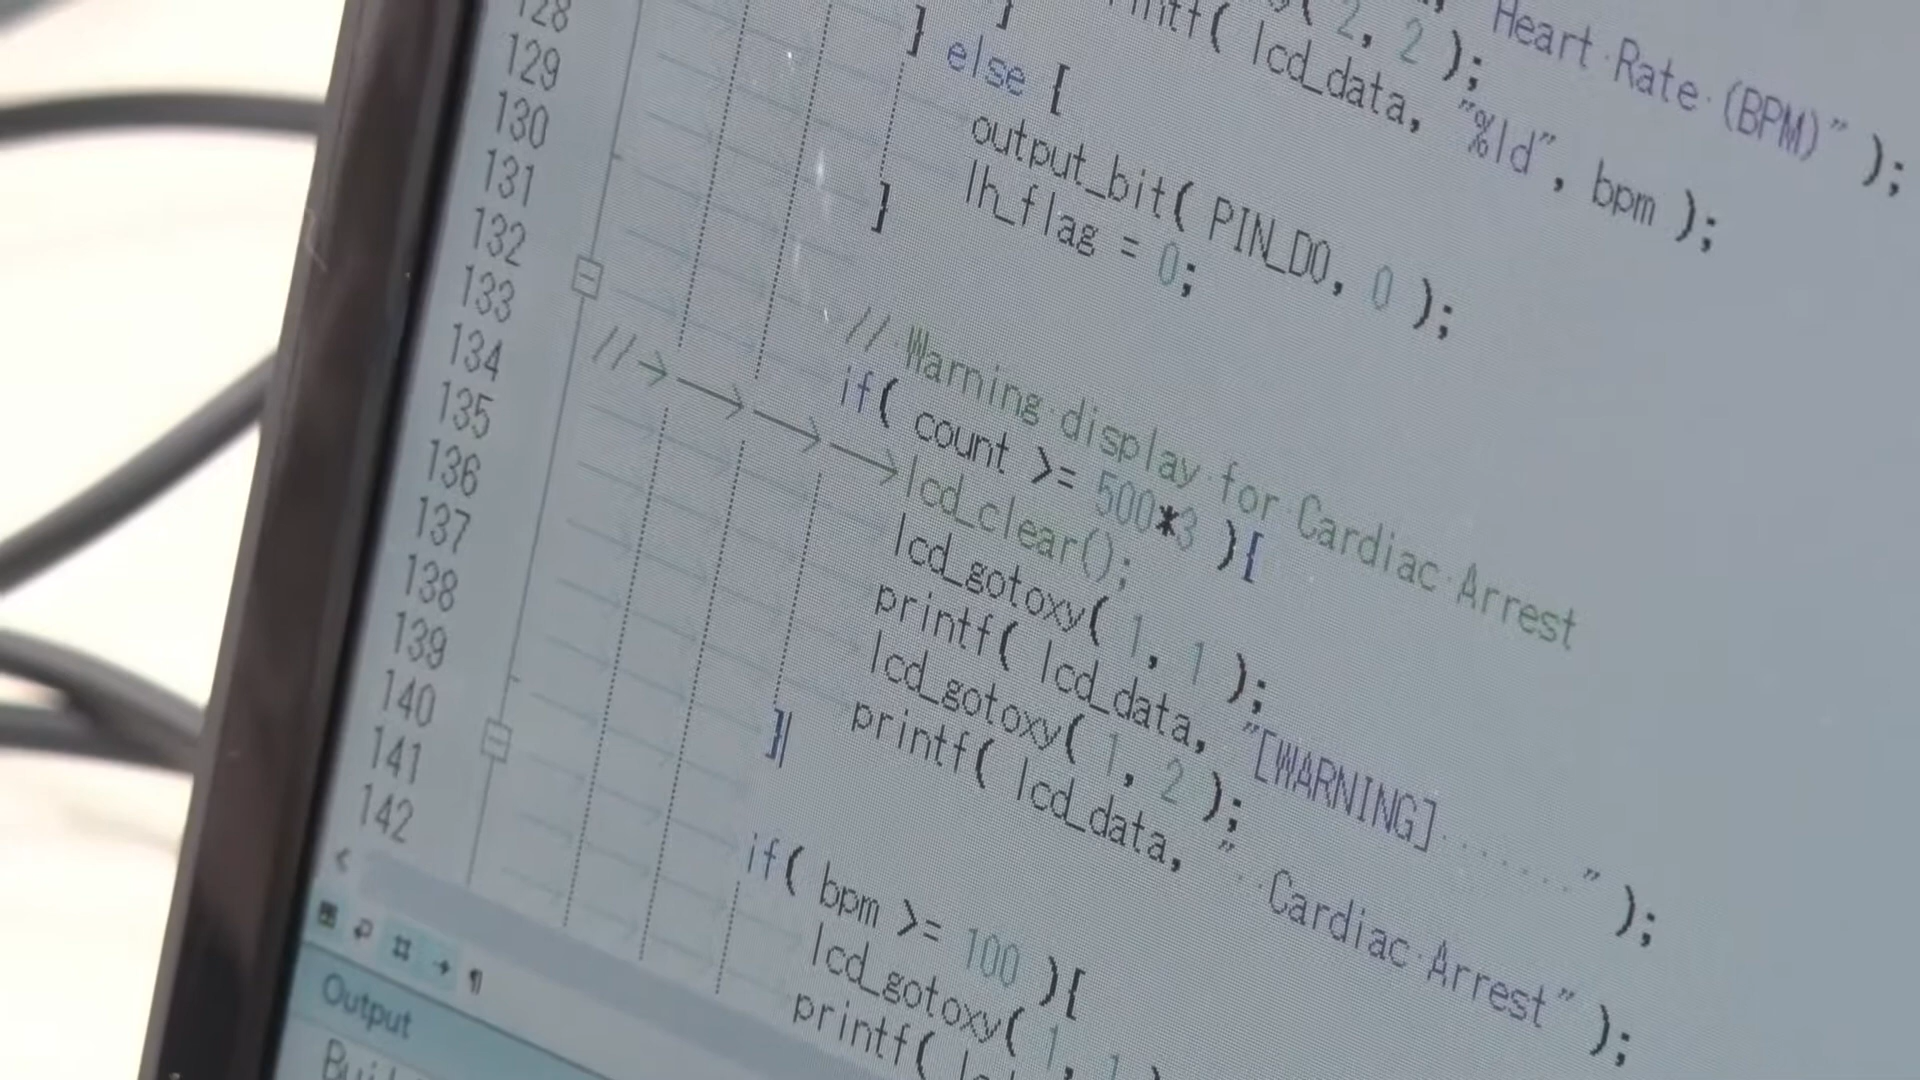 Heart Rate (BPM)" );
2, 2 );
printf( lcd_data, "%ld", bpm );
}
} else {
output_bit( PIN_D0, 0 );
lh_flag = 0;
}
// Warning display for Cardiac Arrest
if( count >= 500*3 ){
// lcd_clear();
lcd_gotoxy( 1, 1 );
printf( lcd_data, "[WARNING]       " );
lcd_gotoxy( 1, 2 );
printf( lcd_data, "  Cardiac Arrest" );
}
if( bpm >= 100 ){
lcd_gotoxy( 1, 1
printf(
128
129
130
131
132
133
134
135
136
137
138
139
140
141
142
Output